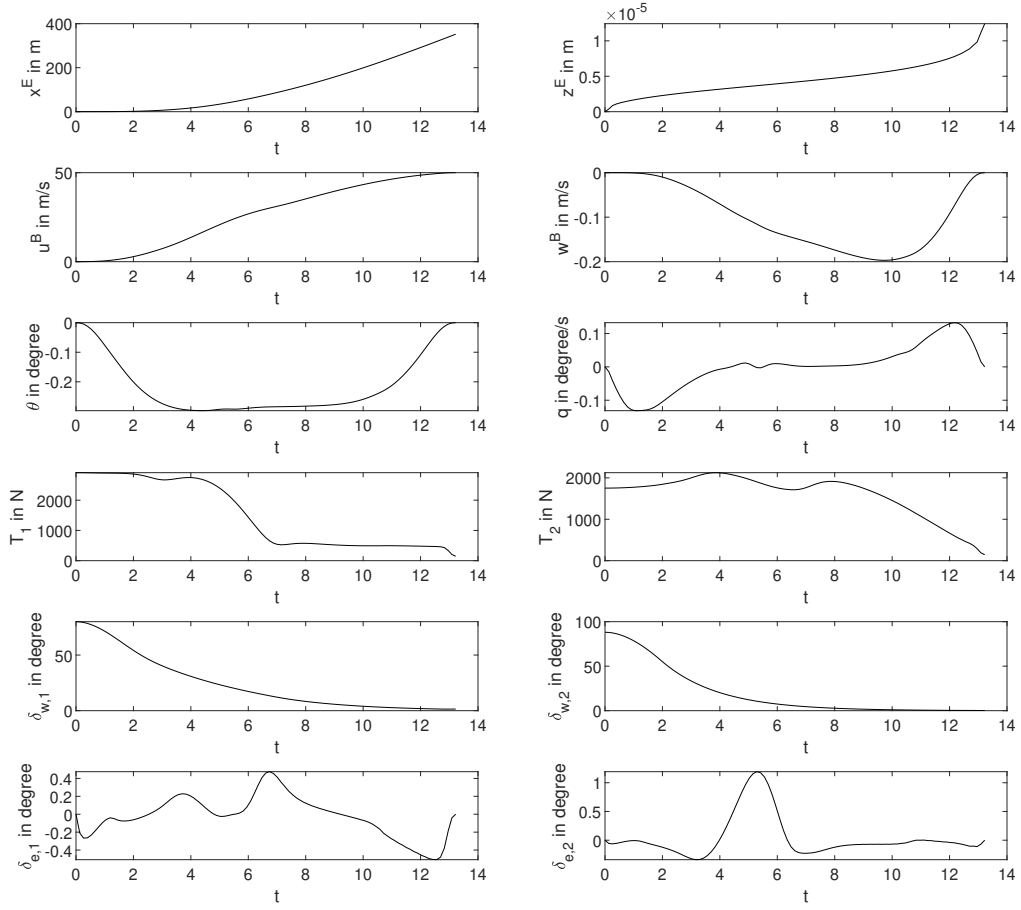 x^E in m
400
200
0
0 2 4 6 8 10 12 14
t
×10^-5
z^E in m
1
0.5
0
0 2 4 6 8 10 12 14
t
u^B in m/s
50
0
0 2 4 6 8 10 12 14
t
w^B in m/s
0
-0.1
-0.2
0 2 4 6 8 10 12 14
t
θ in degree
0
-0.1
-0.2
0 2 4 6 8 10 12 14
t
q in degree/s
0.1
0
-0.1
0 2 4 6 8 10 12 14
t
T_1 in N
2000
1000
0
0 2 4 6 8 10 12 14
t
T_2 in N
2000
1000
0
0 2 4 6 8 10 12 14
t
δ_w,1 in degree
50
0
0 2 4 6 8 10 12 14
t
δ_w,2 in degree
100
50
0
0 2 4 6 8 10 12 14
t
δ_e,1 in degree
0.4
0.2
0
-0.2
-0.4
0 2 4 6 8 10 12 14
t
δ_e,2 in degree
1
0.5
0
0 2 4 6 8 10 12 14
t